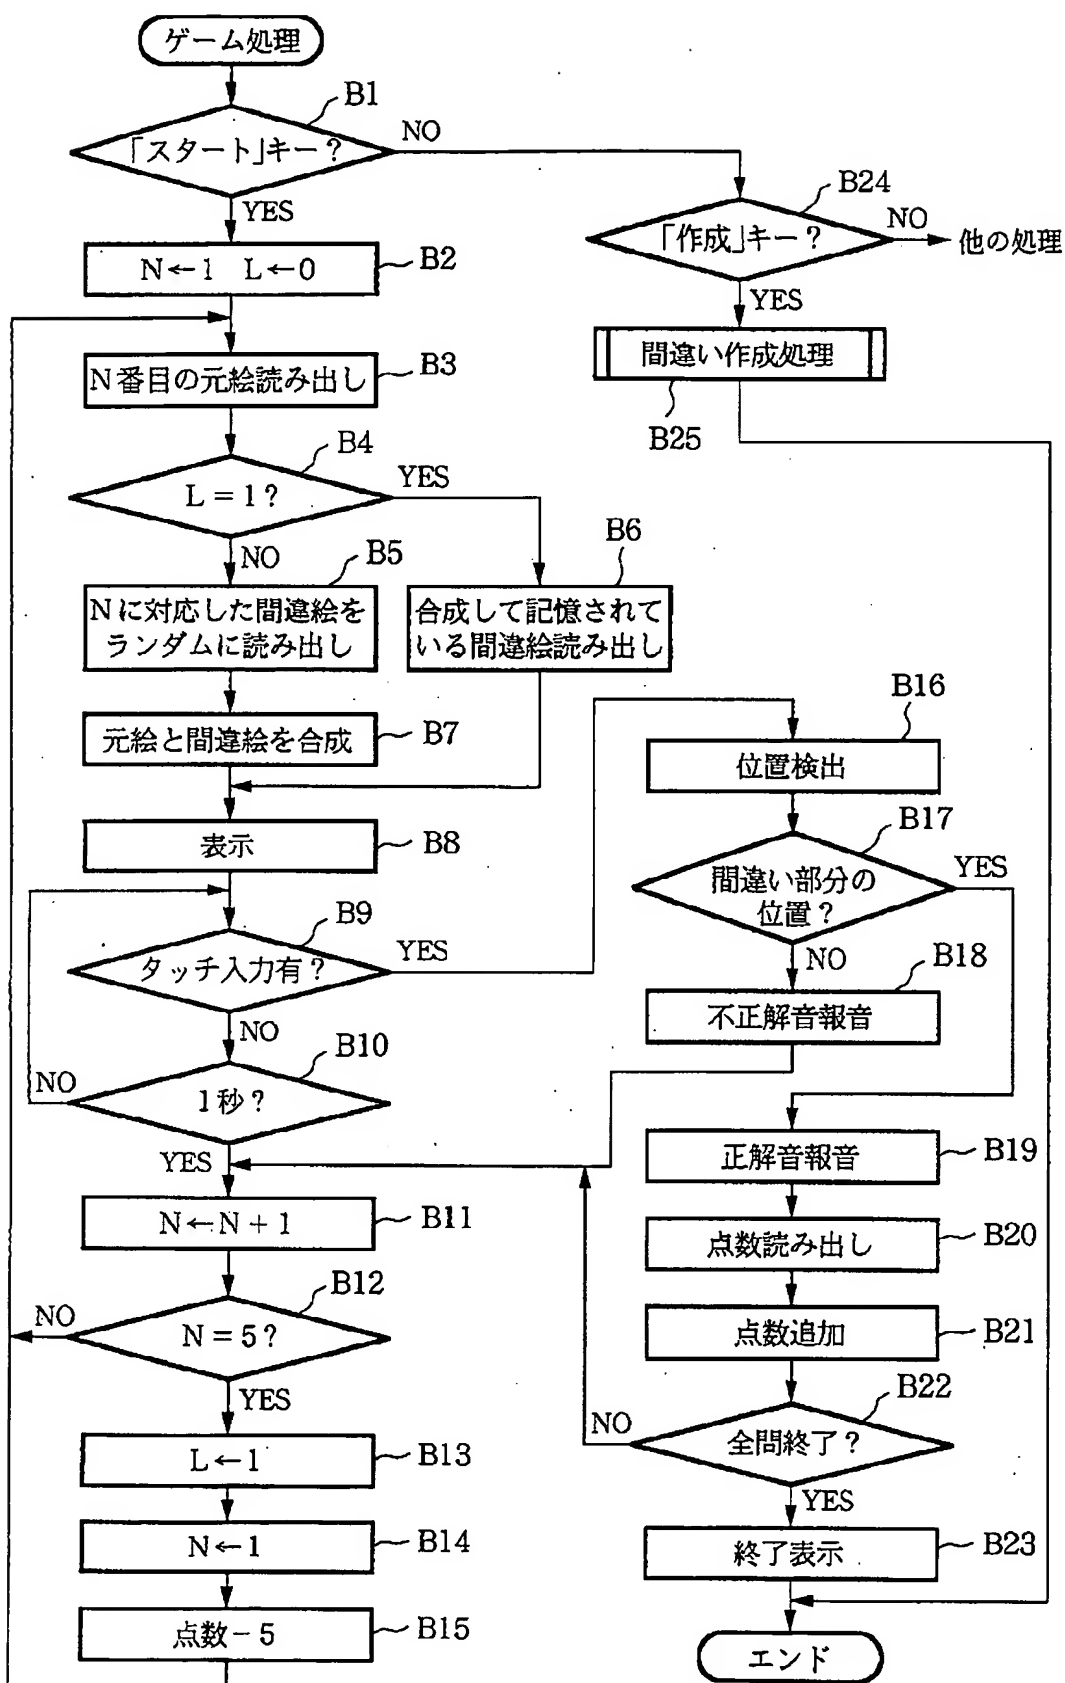 ゲーム処理
B1
「スタート」キー?
NO
YES
B24
「作成」キー?
NO
他の処理
YES
B2
N←1 L←0
間違い作成処理
B25
B3
N番目の元絵読み出し
B4
L=1?
YES
NO
B5
Nに対応した間違絵を
ランダムに読み出し
B6
合成して記憶されて
いる間違絵読み出し
B7
元絵と間違絵を合成
B8
表示
B9
タッチ入力有?
YES
NO
B10
1秒?
NO
YES
B11
N←N+1
B12
N=5?
NO
YES
B13
L←1
B14
N←1
B15
点数-5
B16
位置検出
B17
間違い部分の
位置?
YES
NO
B18
不正解音報音
B19
正解音報音
B20
点数読み出し
B21
点数追加
B22
全問終了?
NO
YES
B23
終了表示
エンド